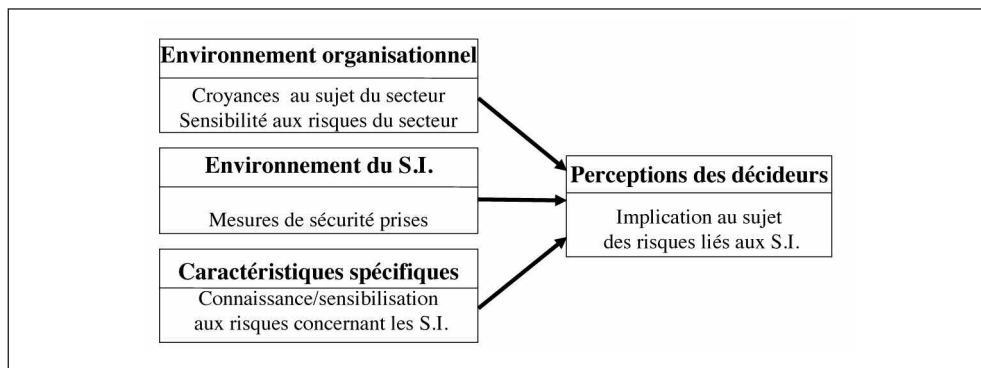 Environnement organisationnel
Croyances au sujet du secteur
Sensibilité aux risques du secteur
Environnement du S.I.
Mesures de sécurité prises
Caractéristiques spécifiques
Connaissance/sensibilisation
aux risques concernant les S.I.
Perceptions des décideurs
Implication au sujet
des risques liés aux S.I.